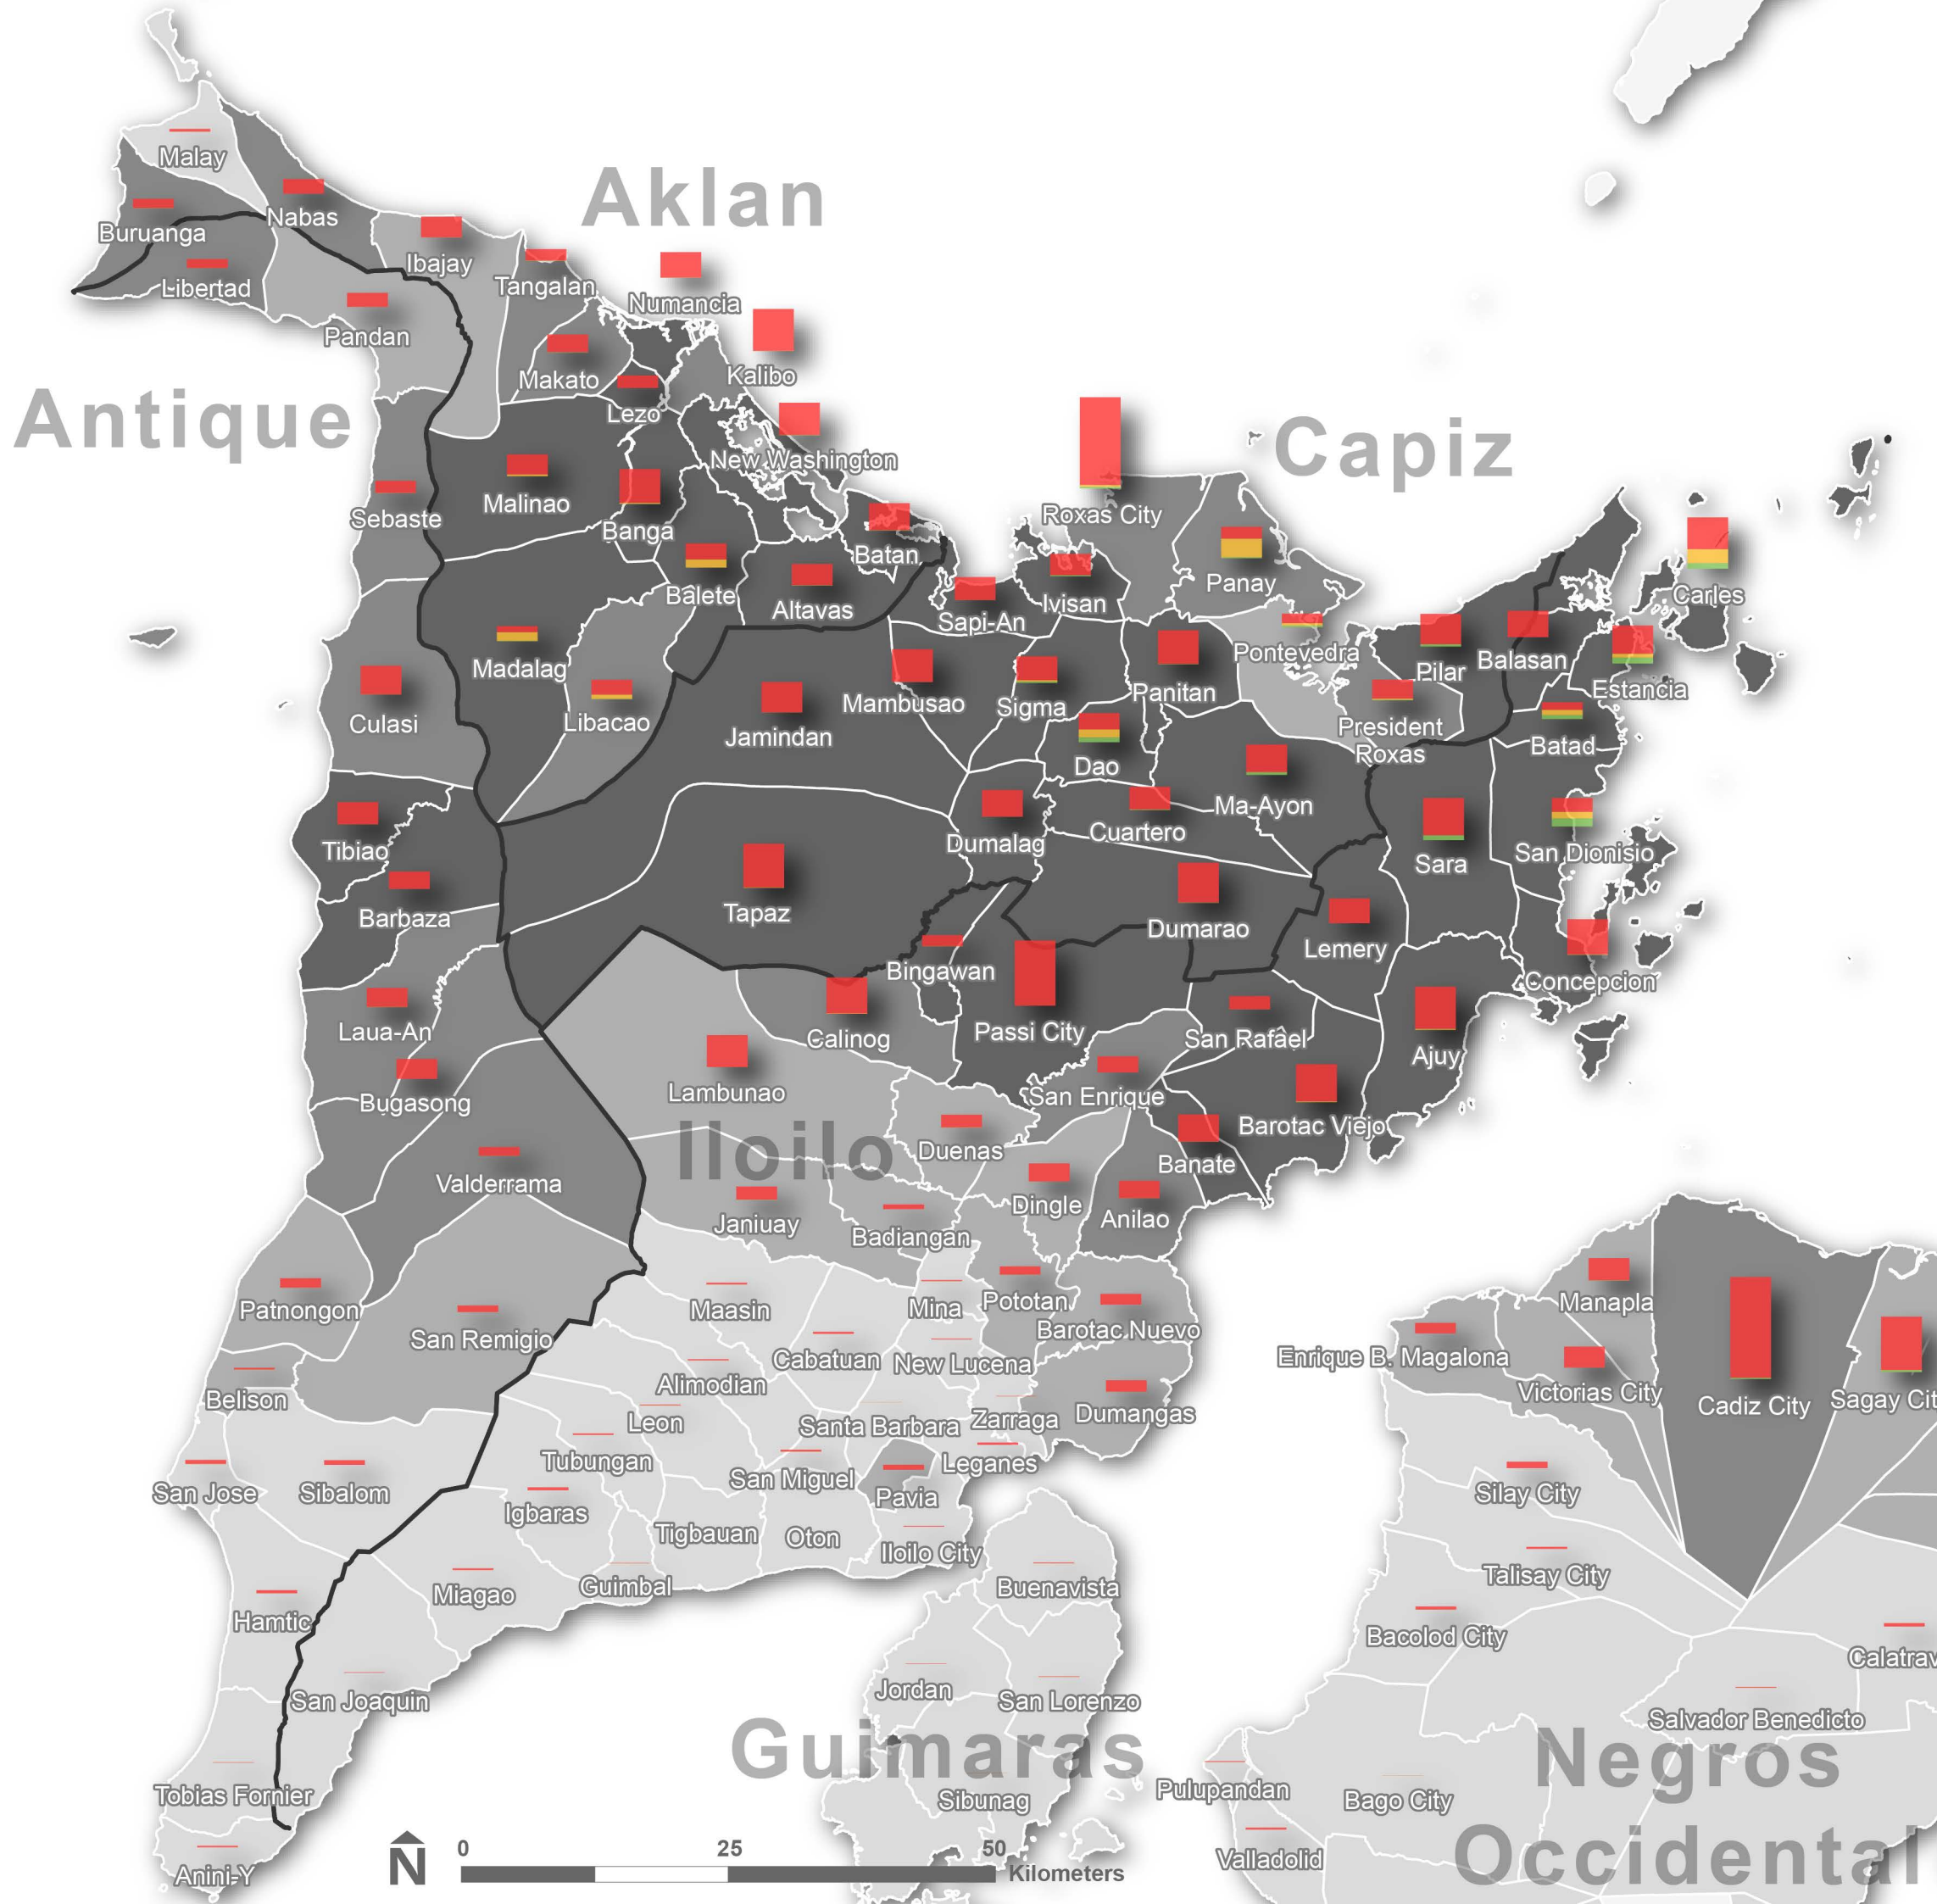 Malay
Aklan
Nabas
Buruanga
Ibajay
Libertad
Tangalan
Numancia
Pandan
Makato
Kalibo
Antique
Lezo
Capiz
New Washington
Malinao
Sebaste
Roxas City
Banga
Batan
Panay
Balete
Altavas
Ivisan
Carles
Sapi-An
Pontevedra
Balasan
Madalag
Pilar
Estancia
Panitan
Mambusao
Sigma
Culasi
Libacao
President
Roxas
Jamindan
Batad
Dao
Ma-Ayon
Cuartero
Dumalag
Tibiao
San Dionisio
Sara
Tapaz
Barbaza
Dumarao
Lemery
Bingawan
Concepcion
Laua-An
Passi City
Calinog
San Rafael
Ajuy
Lambunao
San Enrique
Bugasong
Barotac Viejo
Iloilo
Duenas
Banate
Valderrama
Dingle
Anilao
Janiuay
Badiangan
Manapla
Patnongon
Maasin
Mina
Pototan
Barotac Nuevo
San Remigio
Enrique B. Magalona
Cabatuan
New Lucena
Alimodian
Victorias City
Belison
Cadiz City
Sagay Cit
Dumangas
Leon
Santa Barbara
Zarraga
Tubungan
Leganes
San Miguel
San Jose
Sibalom
Silay City
Pavia
Igbaras
Tigbauan
Oton
Iloilo City
Talisay City
Guimbal
Buenavista
Miagao
Hamtic
Bacolod City
Calatrav
Jordan
San Lorenzo
San Joaquin
Salvador Benedicto
Guimaras
Negros
Occidental
Pulupandan
Tobias Fornier
Sibunag
Bago City
Valladolid
Anini-Y
N
0 25 50
Kilometers